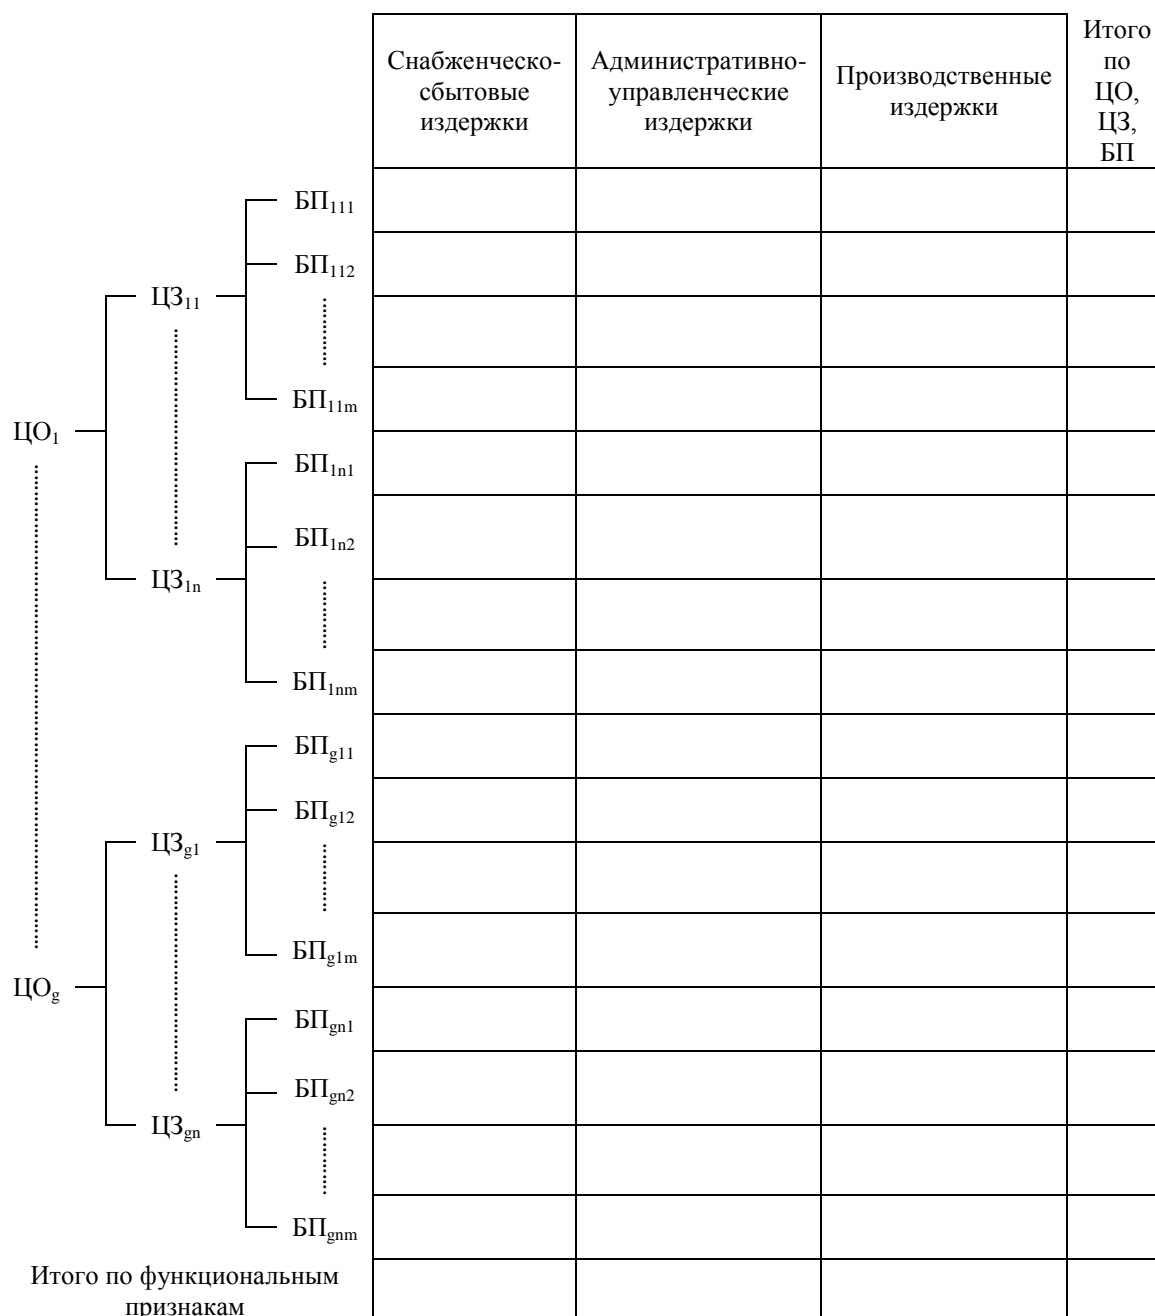 Снабженческо-
сбытовые
издержки
Административно-
управленческие
издержки
Производственные
издержки
Итого
по
ЦО,
ЦЗ,
БП
БП111
БП112
ЦЗ11
БП11m
ЦО1
БП1n1
БП1n2
ЦЗ1n
БП1nm
БПg11
БПg12
ЦЗg1
БПg1m
ЦОg
БПgn1
БПgn2
ЦЗgn
БПgnm
Итого по функциональным
признакам